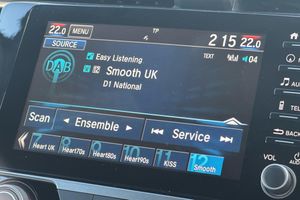 22.0 MENU TP 2 15 22.0
SOURCE TEXT 04
DAB Easy Listening
12 Smooth UK
D1 National
Scan Ensemble Service
7 8 9 10 11 12
Heart UK Heart70s Heart80s Heart90s KISS Smooth
VOL